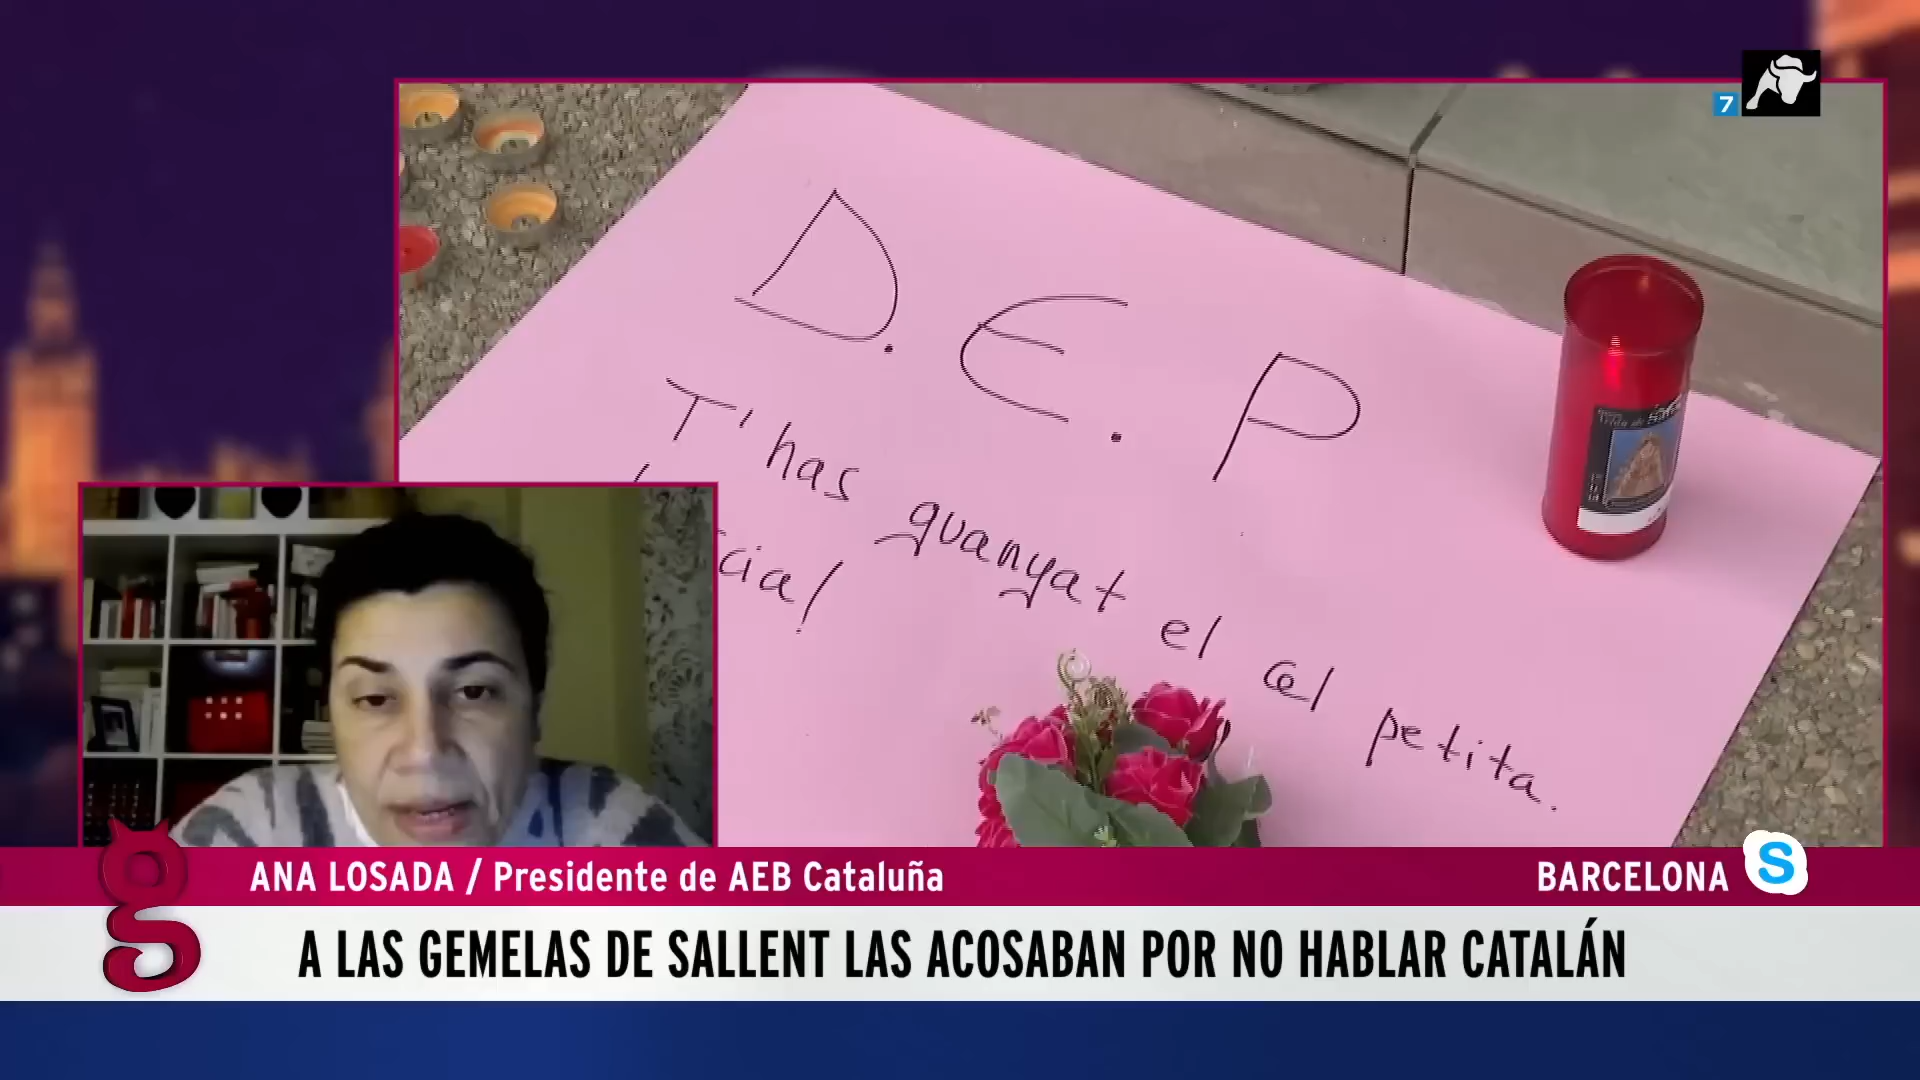 7
D.E.P
T'has guanyat el cel petita.
ANA LOSADA / Presidente de AEB Cataluña
BARCELONA
S
g
A LAS GEMELAS DE SALLENT LAS ACOSABAN POR NO HABLAR CATALÁN